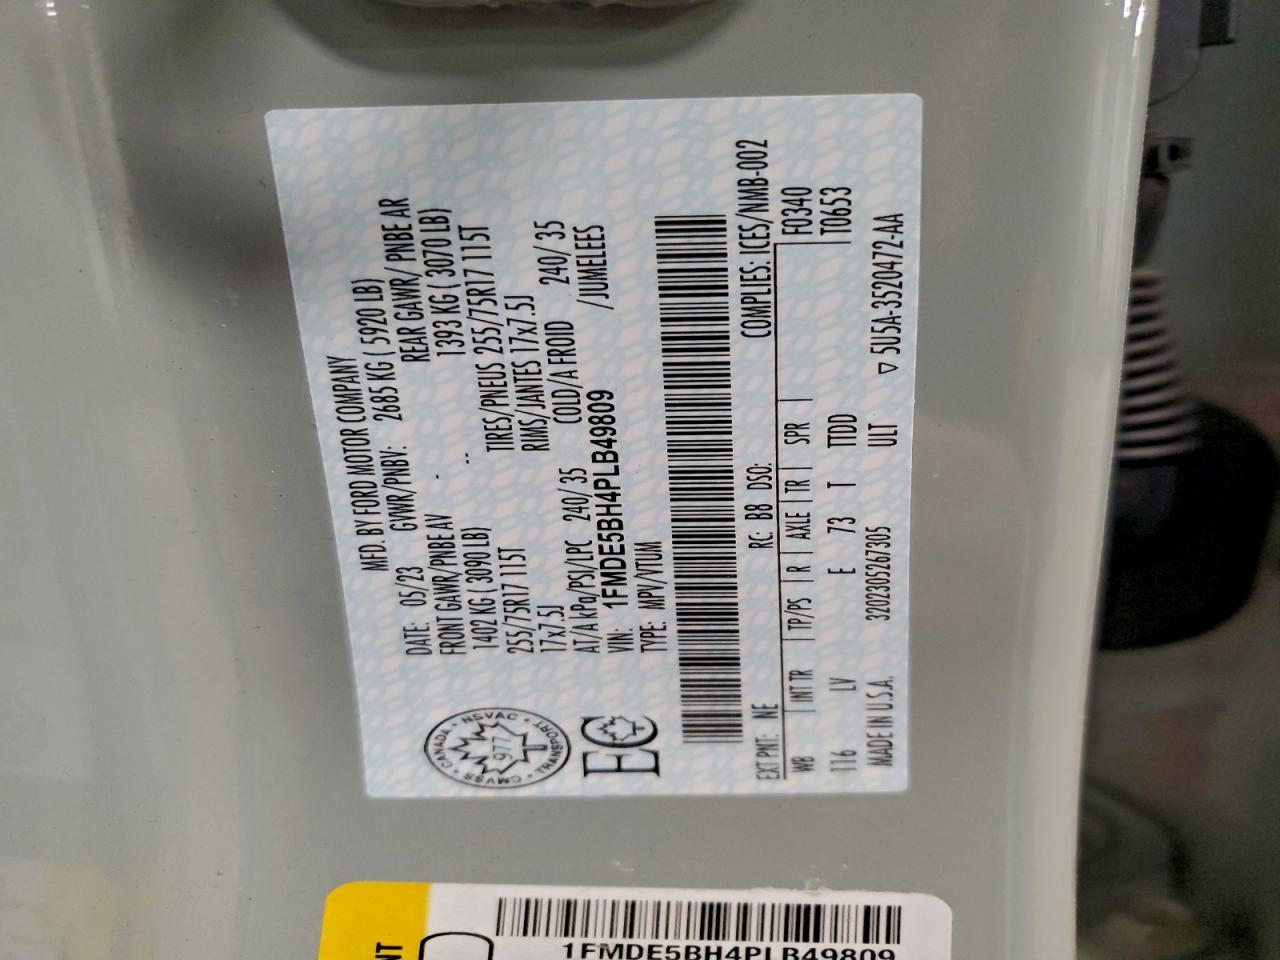 MFD. BY FORD MOTOR COMPANY
DATE: 05/23 GVWR/PNBV: 2685 KG ( 5920 LB)
FRONT GAWR/PNBE AV REAR GAWR/ PNBE AR
1402 KG ( 3090 LB) 1393 KG ( 3070 LB)
255/75R17 115T TIRES/PNEUS 255/75R17 115T
17x7.5J RIMS/JANTES 17x7.5J
AT/A kPa/PSI/LPC 240/ 35 COLD/A FROID 240/ 35
VIN: 1FMDE5BH4PLB49809 /JUMELEES
TYPE: MPV/VTUM
CANADA • NSVAC • TRANSPORT • CMVSS •
977
EC
EXT PNT: NE RC: B8 DSO: COMPLIES: ICES/NMB-002
WB | INT TR | TP/PS | R | AXLE | TR | SPR | F0340
116 LV E 73 T TTDD T0653
MADE IN U.S.A. 3202305267305 ULT ▽ 5U5A-3520472-AA
NT
1FMDE5BH4PLB49809